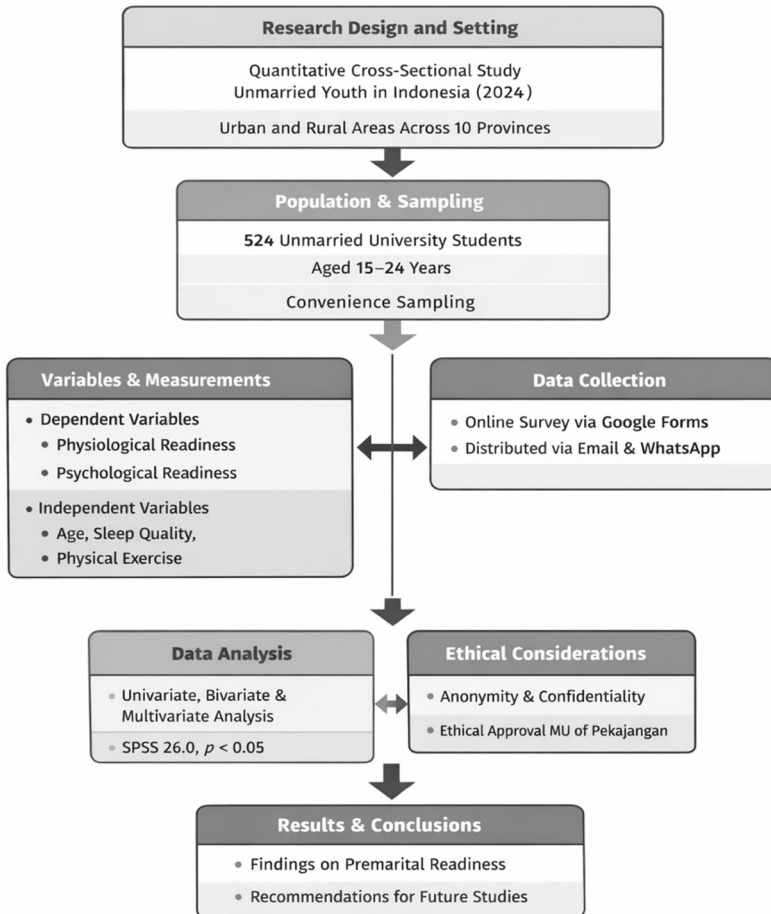 Research Design and Setting
Quantitative Cross-Sectional Study
Unmarried Youth in Indonesia (2024)
Urban and Rural Areas Across 10 Provinces
Population & Sampling
524 Unmarried University Students
Aged 15–24 Years
Convenience Sampling
Variables & Measurements
• Dependent Variables
• Physiological Readiness
• Psychological Readiness
• Independent Variables
• Age, Sleep Quality,
• Physical Exercise
Data Collection
• Online Survey via Google Forms
• Distributed via Email & WhatsApp
Data Analysis
• Univariate, Bivariate &
Multivariate Analysis
• SPSS 26.0, p < 0.05
Ethical Considerations
• Anonymity & Confidentiality
• Ethical Approval MU of Pekajangan
Results & Conclusions
• Findings on Premarital Readiness
• Recommendations for Future Studies